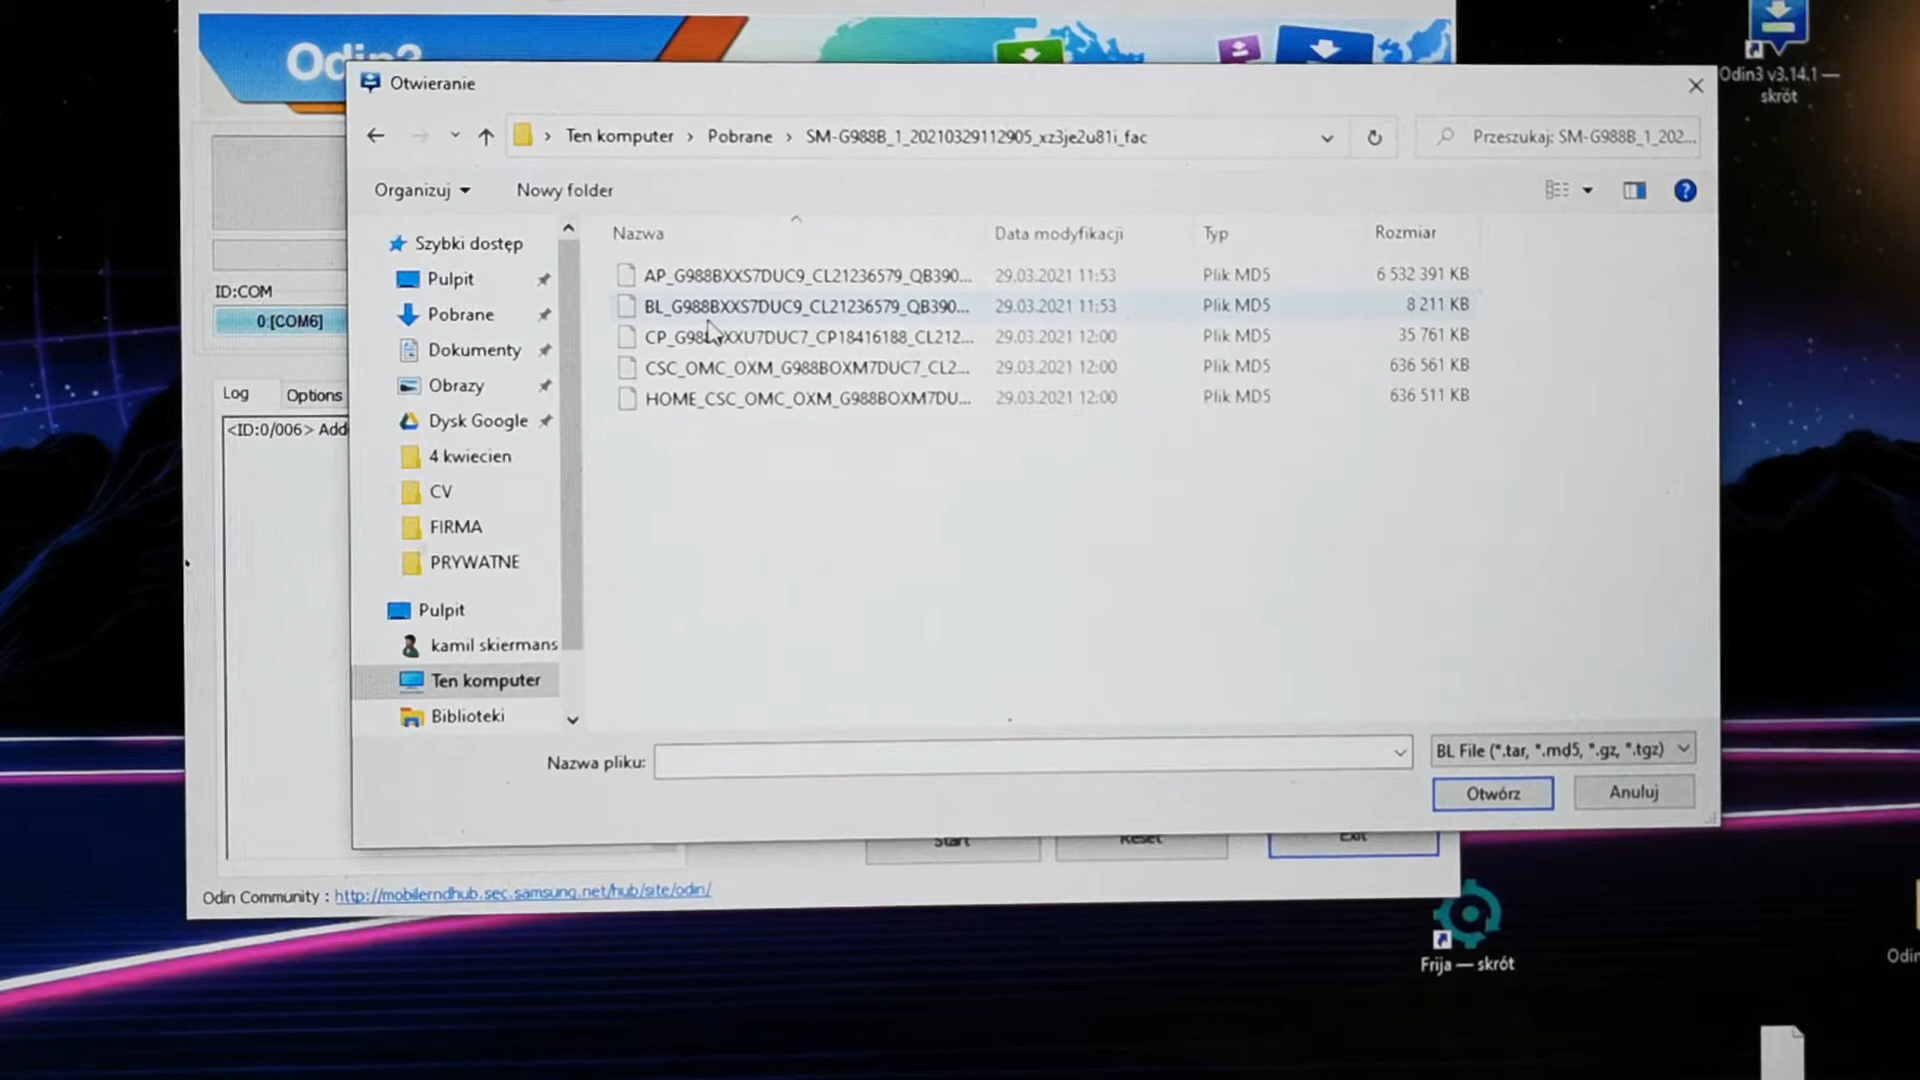 Odin3
Odin3 v3.14.1 —
skrót
Otwieranie
Ten komputer > Pobrane > SM-G988B_1_20210329112905_xz3je2u81i_fac
Przeszukaj: SM-G988B_1_202...
Organizuj
Nowy folder
Nazwa
Data modyfikacji
Typ
Rozmiar
AP_G988BXXS7DUC9_CL21236579_QB390... 29.03.2021 11:53 Plik MD5 6 532 391 KB
BL_G988BXXS7DUC9_CL21236579_QB390... 29.03.2021 11:53 Plik MD5 8 211 KB
CP_G988BXXU7DUC7_CP18416188_CL212... 29.03.2021 12:00 Plik MD5 35 761 KB
CSC_OMC_OXM_G988BOXM7DUC7_CL2... 29.03.2021 12:00 Plik MD5 636 561 KB
HOME_CSC_OMC_OXM_G988BOXM7DU... 29.03.2021 12:00 Plik MD5 636 511 KB
Szybki dostęp
Pulpit
Pobrane
Dokumenty
Obrazy
Dysk Google
4 kwiecien
CV
FIRMA
PRYWATNE
Pulpit
kamil skiermans
Ten komputer
Biblioteki
ID:COM
0:[COM6]
Log
Options
<ID:0/006> Add
Nazwa pliku:
BL File (*.tar, *.md5, *.gz, *.tgz)
Otwórz
Anuluj
Start
Reset
Exit
Odin Community : http://mobilerndhub.sec.samsung.net/hub/site/odin/
Frija — skrót
Odin